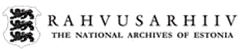 RAHVUSARHIIV
THE NATIONAL ARCHIVES OF ESTONIA